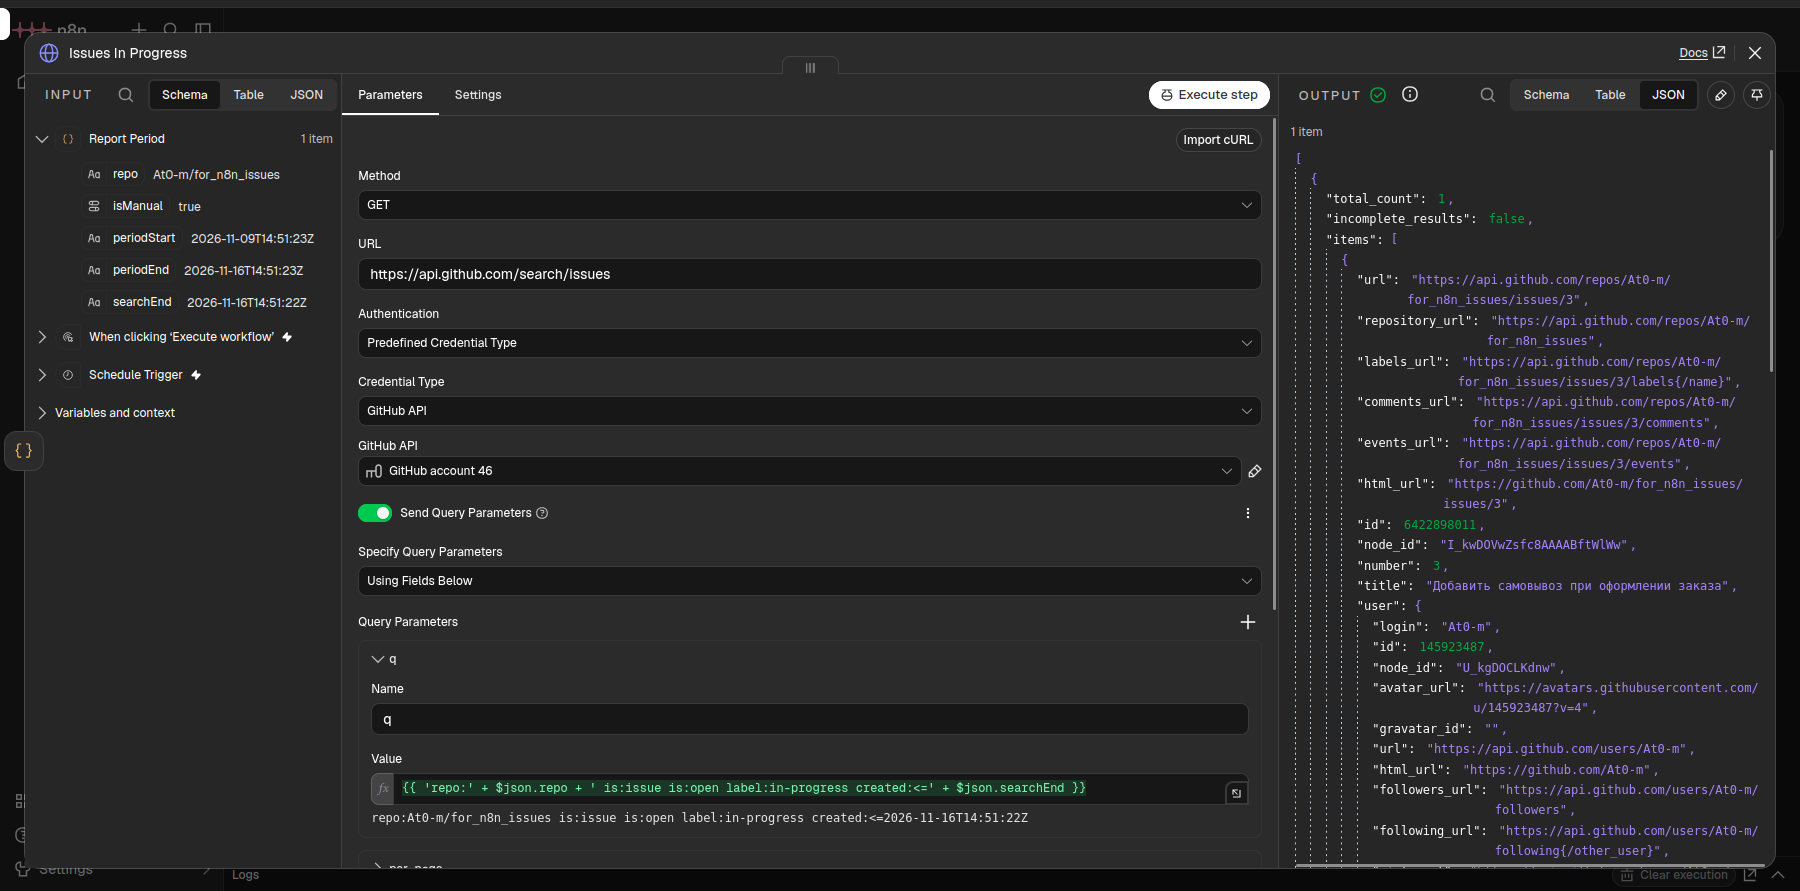 n8n
Issues In Progress
Docs
INPUT
Schema
Table
JSON
Report Period
1 item
Aa repo At0-m/for_n8n_issues
isManual true
Aa periodStart 2026-11-09T14:51:23Z
Aa periodEnd 2026-11-16T14:51:23Z
Aa searchEnd 2026-11-16T14:51:22Z
When clicking ‘Execute workflow’
Schedule Trigger
Variables and context
{}
Settings
Parameters
Settings
Execute step
Import cURL
Method
GET
URL
https://api.github.com/search/issues
Authentication
Predefined Credential Type
Credential Type
GitHub API
GitHub API
GitHub account 46
Send Query Parameters
Specify Query Parameters
Using Fields Below
Query Parameters
q
Name
q
Value
fx {{ 'repo:' + $json.repo + ' is:issue is:open label:in-progress created:<=' + $json.searchEnd }}
repo:At0-m/for_n8n_issues is:issue is:open label:in-progress created:<=2026-11-16T14:51:22Z
per_page
Logs
OUTPUT
Schema
Table
JSON
1 item
[
{
"total_count": 1,
"incomplete_results": false,
"items": [
{
"url": "https://api.github.com/repos/At0-m/
for_n8n_issues/issues/3",
"repository_url": "https://api.github.com/repos/At0-m/
for_n8n_issues",
"labels_url": "https://api.github.com/repos/At0-m/
for_n8n_issues/issues/3/labels{/name}",
"comments_url": "https://api.github.com/repos/At0-m/
for_n8n_issues/issues/3/comments",
"events_url": "https://api.github.com/repos/At0-m/
for_n8n_issues/issues/3/events",
"html_url": "https://github.com/At0-m/for_n8n_issues/
issues/3",
"id": 6422898011,
"node_id": "I_kwDOVwZsfc8AAAABftWlWw",
"number": 3,
"title": "Добавить самовывоз при оформлении заказа",
"user": {
"login": "At0-m",
"id": 145923487,
"node_id": "U_kgDOCLKdnw",
"avatar_url": "https://avatars.githubusercontent.com/
u/145923487?v=4",
"gravatar_id": "",
"url": "https://api.github.com/users/At0-m",
"html_url": "https://github.com/At0-m",
"followers_url": "https://api.github.com/users/At0-m/
followers",
"following_url": "https://api.github.com/users/At0-m/
following{/other_user}",
Clear execution